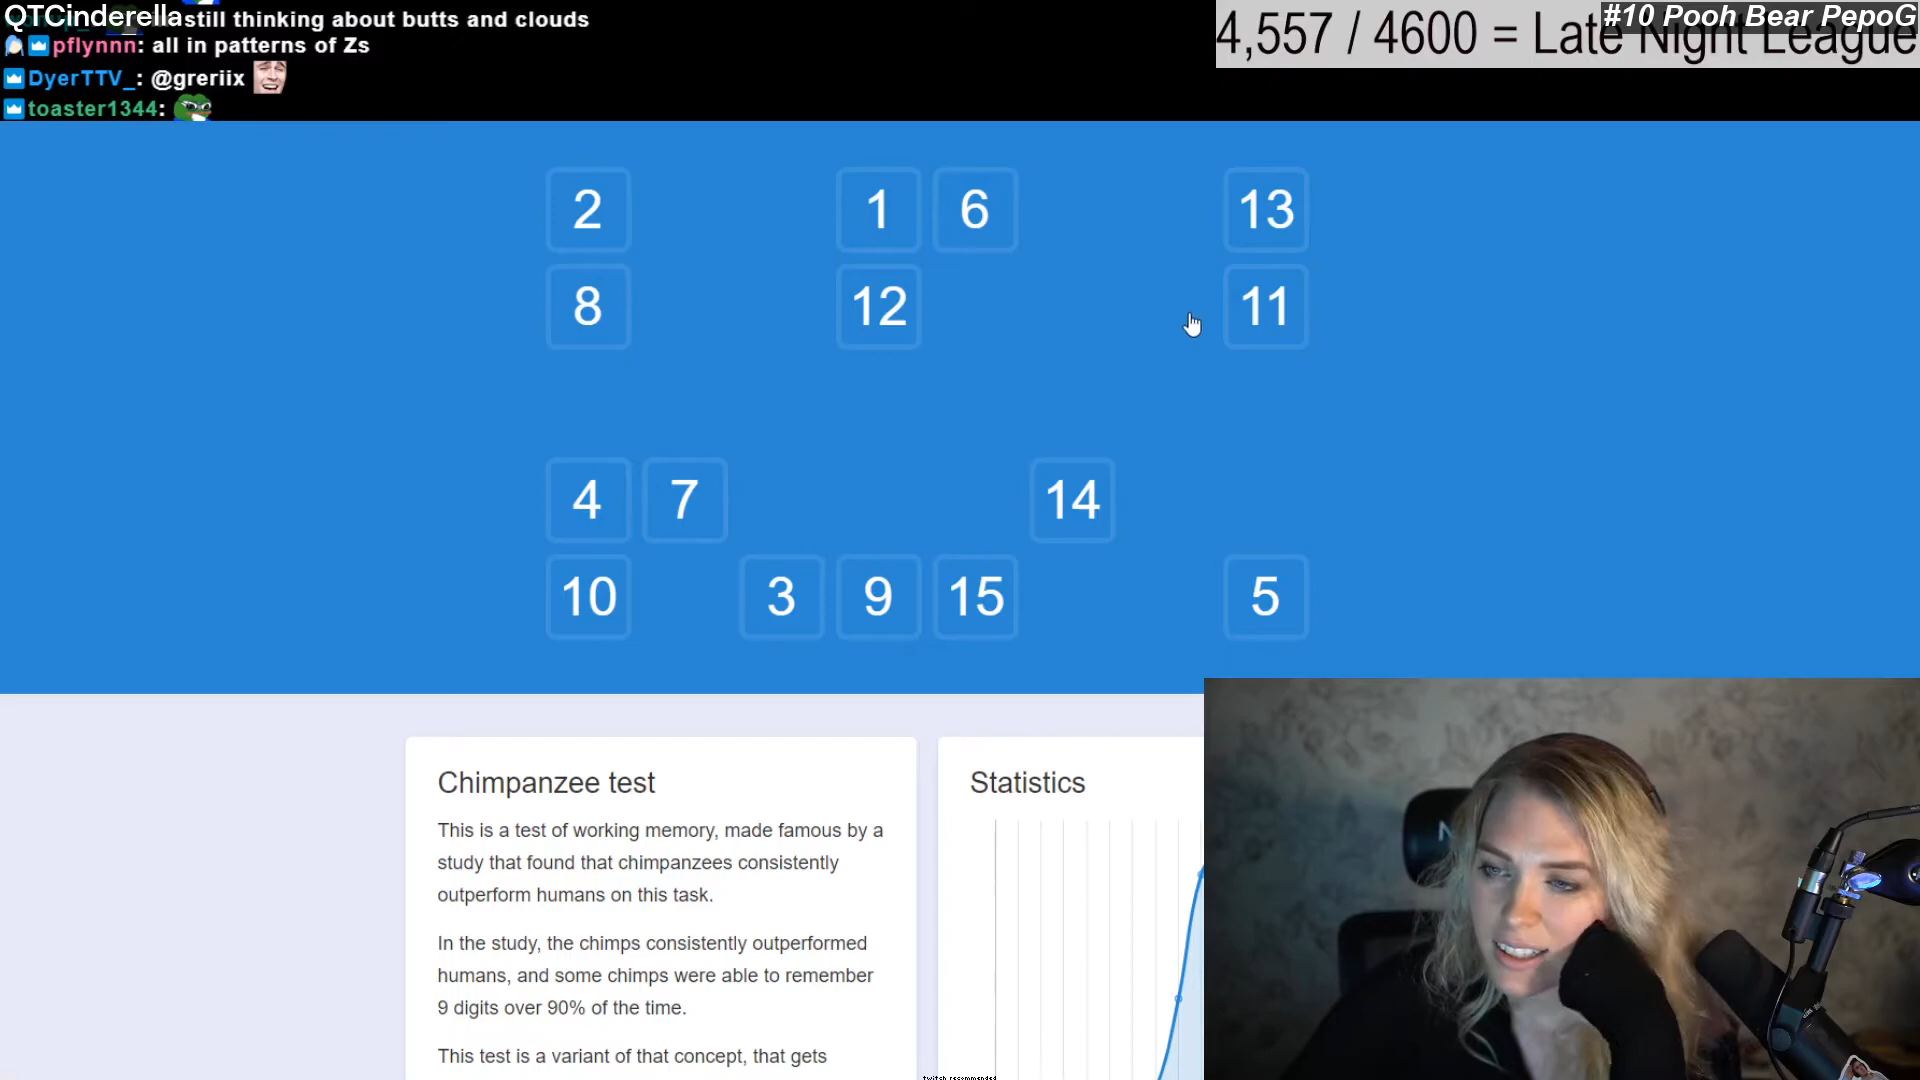 QTCinderella
still thinking about butts and clouds
#10 Pooh Bear PepoG
4,557 / 4600 = Late Night League
pflynnn: all in patterns of Zs
DyerTTV_: @greriix
toaster1344:
2 1 6 13
8 12 11
4 7 14
10 3 9 15 5
Chimpanzee test
This is a test of working memory, made famous by a
study that found that chimpanzees consistently
outperform humans on this task.
In the study, the chimps consistently outperformed
humans, and some chimps were able to remember
9 digits over 90% of the time.
This test is a variant of that concept, that gets
Statistics
twitch recommended